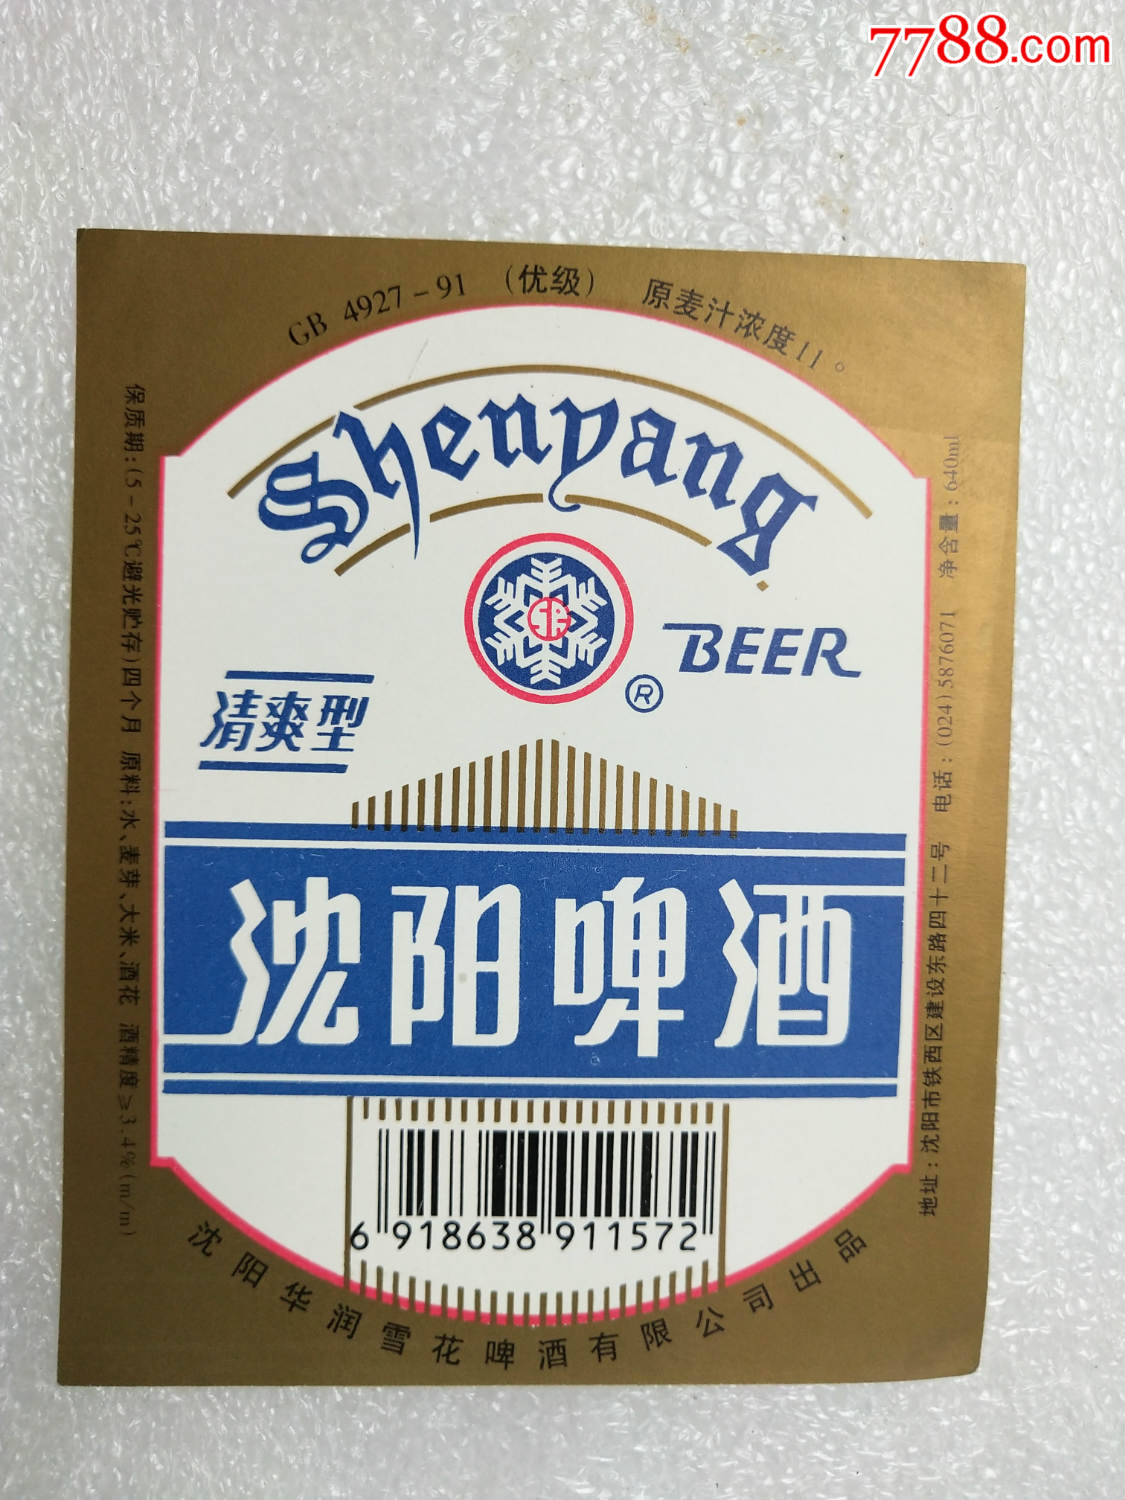 7788.com
GB 4927-91 (优级) 原麦汁浓度11°
Shenyang
BEER
®
清爽型
沈阳啤酒
6 918638 911572
沈阳华润雪花啤酒有限公司出品
保质期:(5-25℃避光贮存)四个月 原料:水、麦芽、大米、酒花 酒精度≥3.4%(m/m)
地址:沈阳市铁西区建设东路四十二号 电话:(024)5876071 净含量:640ml